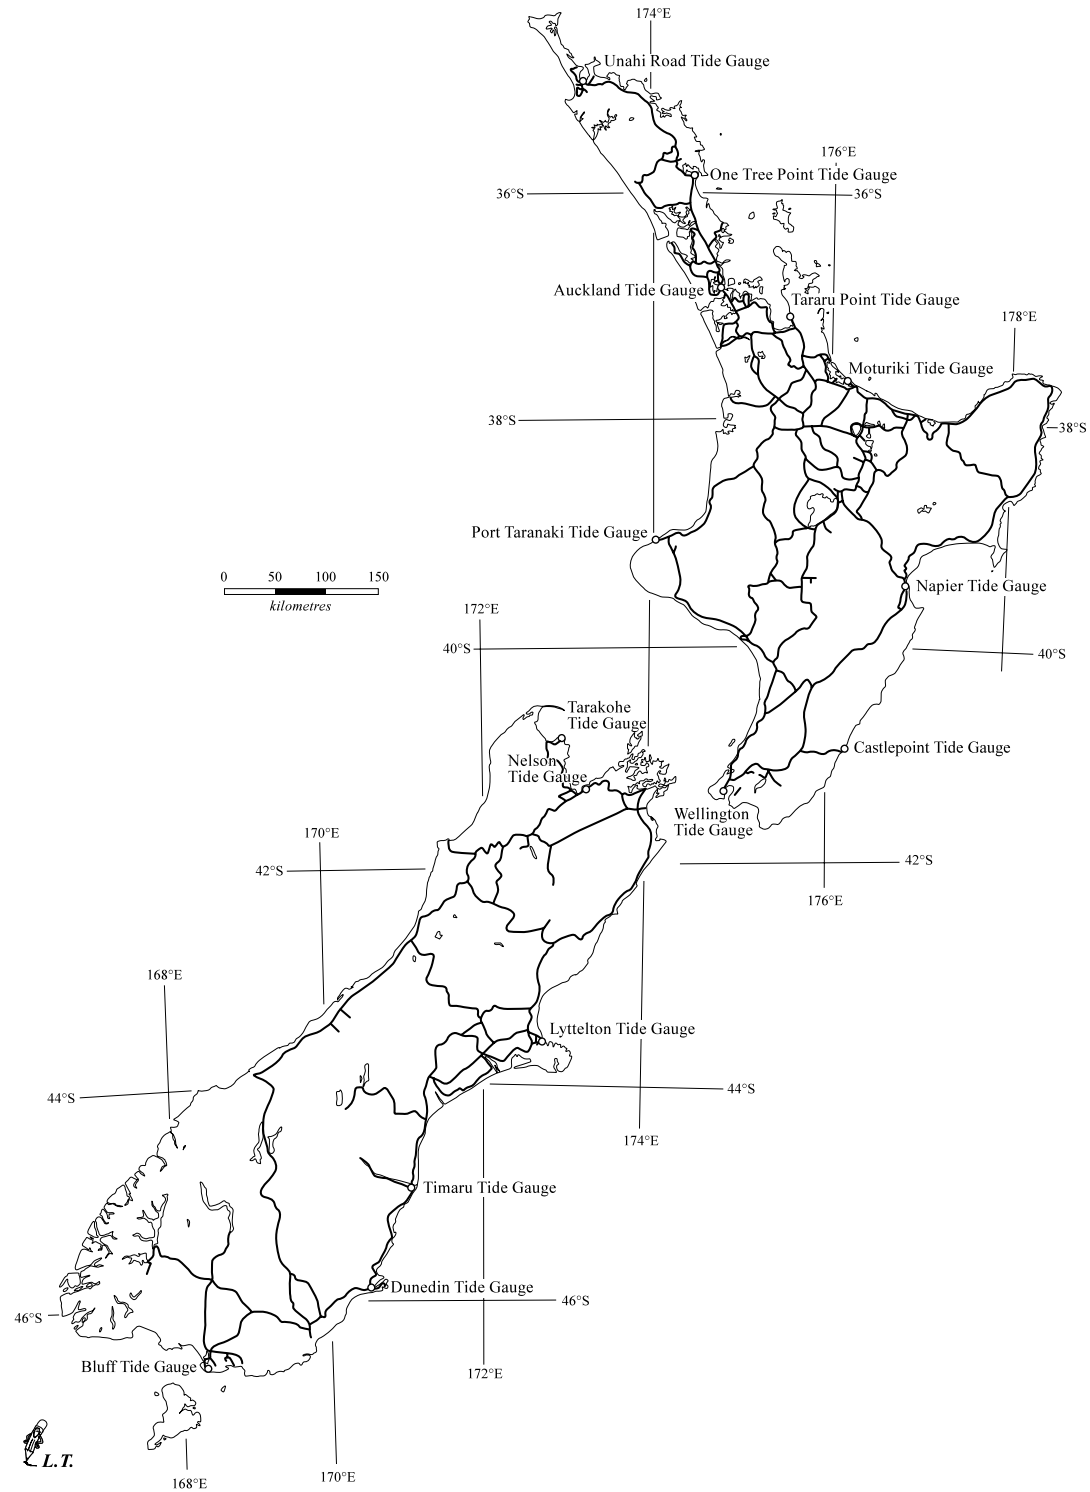 174°E
Unahi Road Tide Gauge
176°E
One Tree Point Tide Gauge
36°S
36°S
Auckland Tide Gauge
Tararu Point Tide Gauge
178°E
Moturiki Tide Gauge
38°S
38°S
Port Taranaki Tide Gauge
0 50 100 150
kilometres
Napier Tide Gauge
172°E
40°S
40°S
Tarakohe
Tide Gauge
Castlepoint Tide Gauge
Nelson
Tide Gauge
Wellington
Tide Gauge
170°E
42°S
42°S
176°E
168°E
Lyttelton Tide Gauge
44°S
44°S
174°E
Timaru Tide Gauge
Dunedin Tide Gauge
46°S
46°S
Bluff Tide Gauge
172°E
L.T.
168°E
170°E